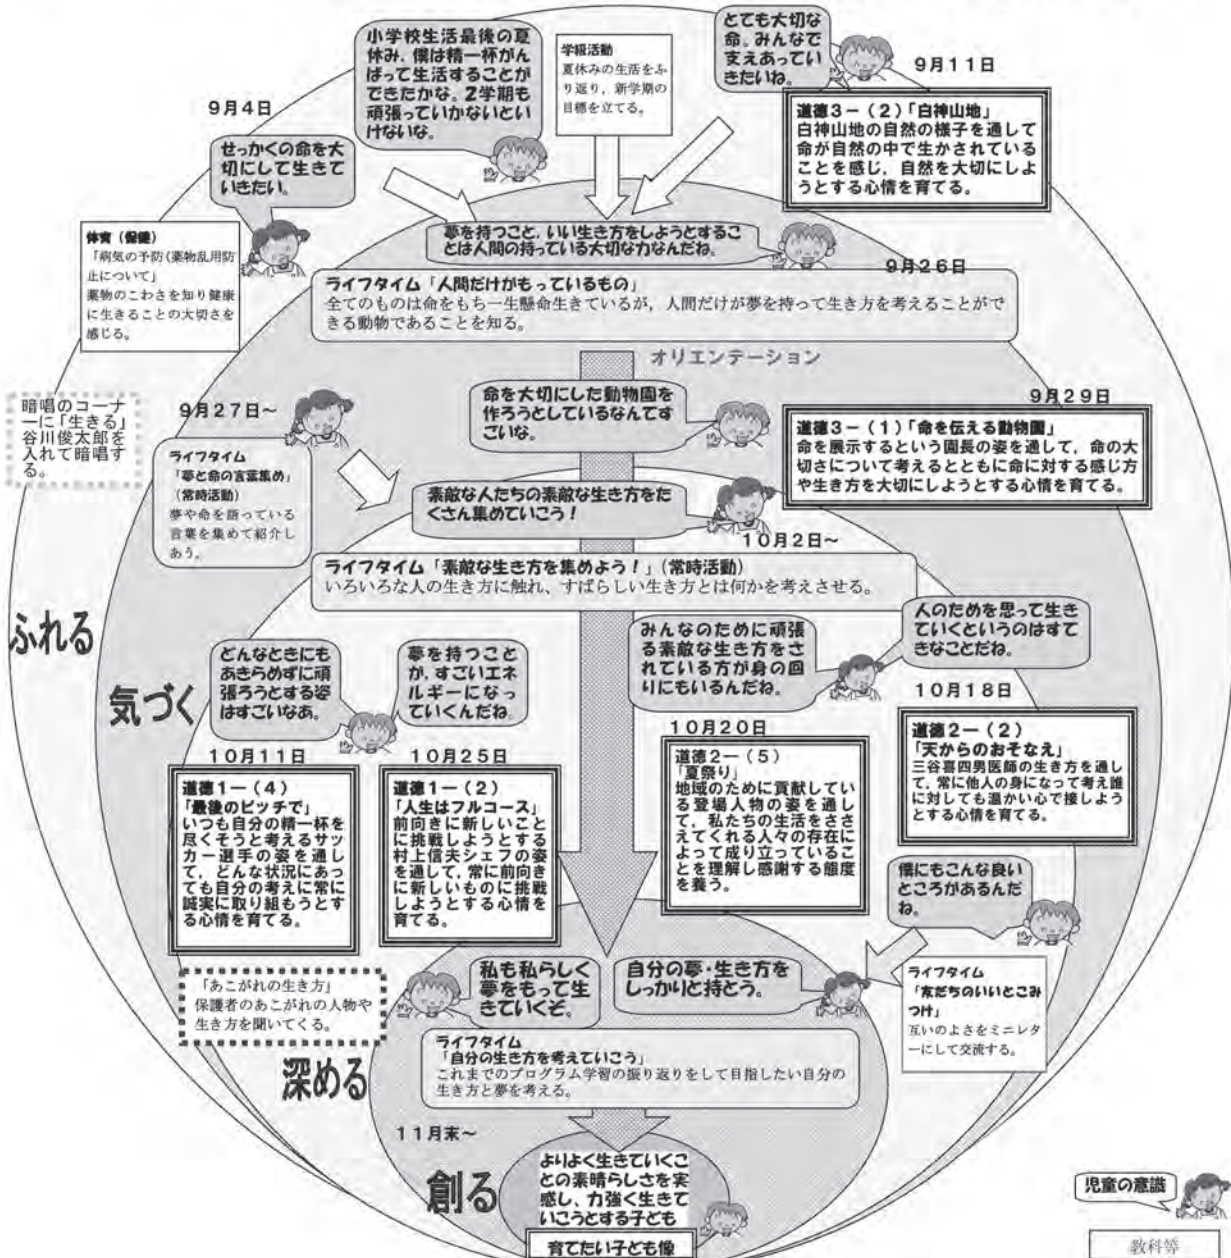 小学校生活最後の夏
休み、僕は精一杯がん
ばって生活することが
できたかな。2学期も
頑張っていかないとい
けないな。
学級活動
夏休みの生活をふ
り返り，新学期の
目標を立てる。
とても大切な
命。みんなで
支えあってい
きたいね。
9月11日
道徳3－（2）「白神山地」
白神山地の自然の様子を通して
命が自然の中で生かされている
ことを感じ，自然を大切にしよ
うとする心情を育てる。
9月4日
せっかくの命を大
切にして生きて
いきたい。
体育（保健）
「病気の予防(薬物乱用防
止について」
薬物のこわさを知り健康
に生きることの大切さを
感じる。
夢を持つこと、いい生き方をしようとするこ
とは人間の持っている大切な力なんだね。
9月26日
ライフタイム「人間だけがもっているもの」
全てのものは命をもち一生懸命生きているが，人間だけが夢を持って生き方を考えることがで
きる動物であることを知る。
オリエンテーション
暗唱のコーナ
ーに「生きる」
谷川俊太郎を
入れて暗唱す
る。
9月27日～
ライフタイム
「夢と命の言葉集め」
(常時活動)
夢や命を語っている
言葉を集めて紹介し
あう。
命を大切にした動物園を
作ろうとしているなんてす
ごいな。
9月29日
道徳3－（1）「命を伝える動物園」
命を展示するという園長の姿を通して，命の大
切さについて考えるとともに命に対する感じ方
や生き方を大切にしようとする心情を育てる。
素敵な人たちの素敵な生き方をた
くさん集めていこう！
10月2日～
ライフタイム「素敵な生き方を集めよう！」(常時活動)
いろいろな人の生き方に触れ、すばらしい生き方とは何かを考えさせる。
ふれる
気づく
どんなときにも
あきらめずに頑
張ろうとする姿
はすごいなあ。
夢を持つこと
が、すごいエネ
ルギーになっ
ていくんだね。
みんなのために頑張
る素敵な生き方をさ
れている方が身の回
りにもいるんだね。
人のためを思って生き
ていくというのはすて
きなことだね。
10月11日
道徳1－（4）
「最後のピッチで」
いつも自分の精一杯を
尽くそうと考えるサッ
カー選手の姿を通し
て，どんな状況にあっ
ても自分の考えに常に
誠実に取り組もうとす
る心情を育てる。
10月25日
道徳1－（2）
「人生はフルコース」
前向きに新しいこと
に挑戦しようとする
村上信夫シェフの姿
を通して，常に前向き
に新しいものに挑戦
しようとする心情を
育てる。
10月20日
道徳2－（5）
「夏祭り」
地域のために貢献してい
る登場人物の姿を通し
て，私たちの生活をささ
えてくれる人々の存在に
よって成り立っているこ
とを理解し感謝する態度
を養う。
10月18日
道徳2－（2）
「天からのおそなえ」
三谷喜四男医師の生き方を通し
て，常に他人の身になって考え誰
に対しても温かい心で接しよう
とする心情を育てる。
僕にもこんな良い
ところがあるんだ
ね。
ライフタイム
「友だちのいいとこみ
つけ」
互いのよさをミニレタ
ーにして交流する。
「あこがれの生き方」
保護者のあこがれの人物や
生き方を聞いてくる。
深める
私も私らしく
夢をもって生
きていくぞ。
自分の夢・生き方を
しっかりと持とう。
ライフタイム
「自分の生き方を考えていこう」
これまでのプログラム学習の振り返りをして目指したい自分の
生き方と夢を考える。
11月末～
創る
よりよく生きていくこ
との素晴らしさを実
感し、力強く生きて
いこうとする子ども
育てたい子ども像
児童の意識
教科等